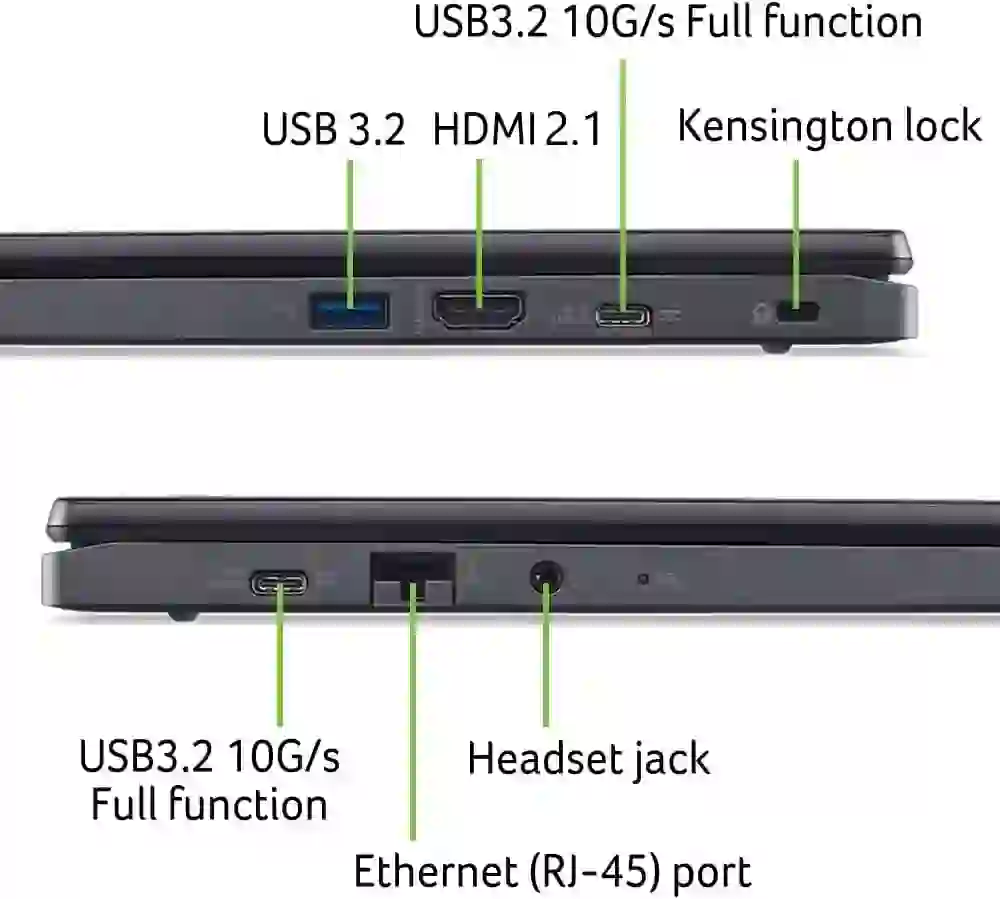 USB3.2 10G/s Full function
USB 3.2 HDMI 2.1 Kensington lock
USB3.2 10G/s
Full function
Headset jack
Ethernet (RJ-45) port